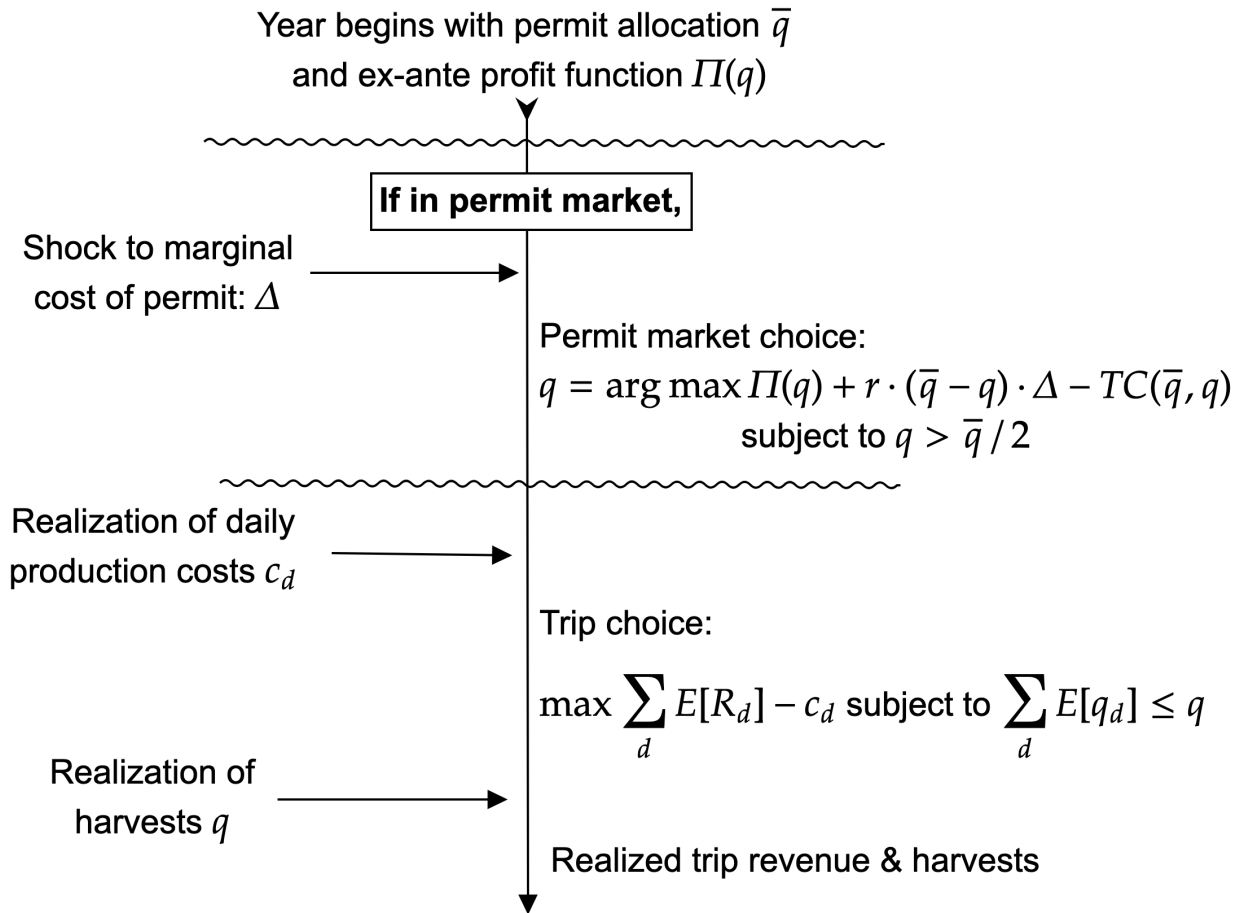 Year begins with permit allocation q̅
and ex-ante profit function Π(q)
If in permit market,
Shock to marginal
cost of permit: Δ
Permit market choice:
q = arg max Π(q) + r · (q̅ − q) · Δ − TC(q̅, q)
subject to q > q̅ / 2
Realization of daily
production costs c_d
Trip choice:
max ∑_d E[R_d] − c_d subject to ∑_d E[q_d] ≤ q
Realization of
harvests q
Realized trip revenue & harvests